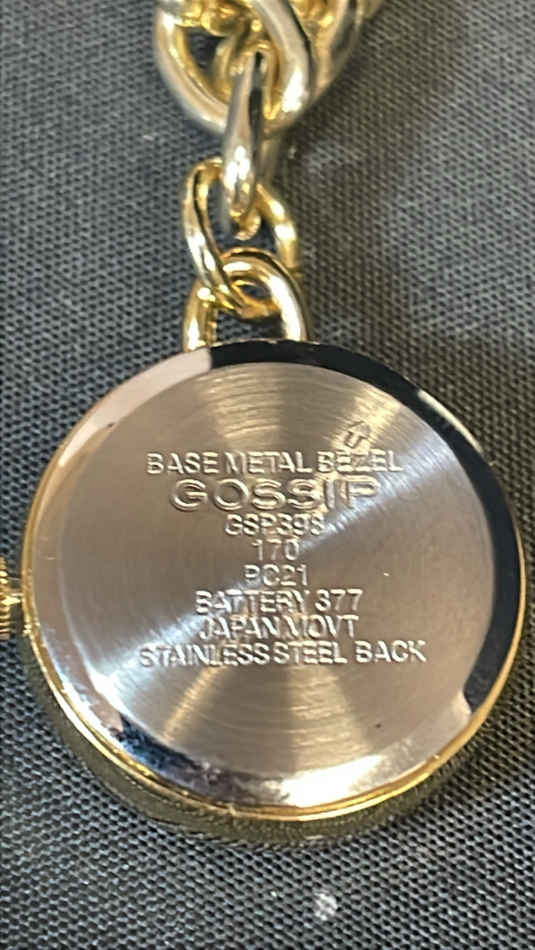 BASE METAL BEZEL
GOSSIP
GSP398
170
PC21
BATTERY 377
JAPAN MOVT
STAINLESS STEEL BACK